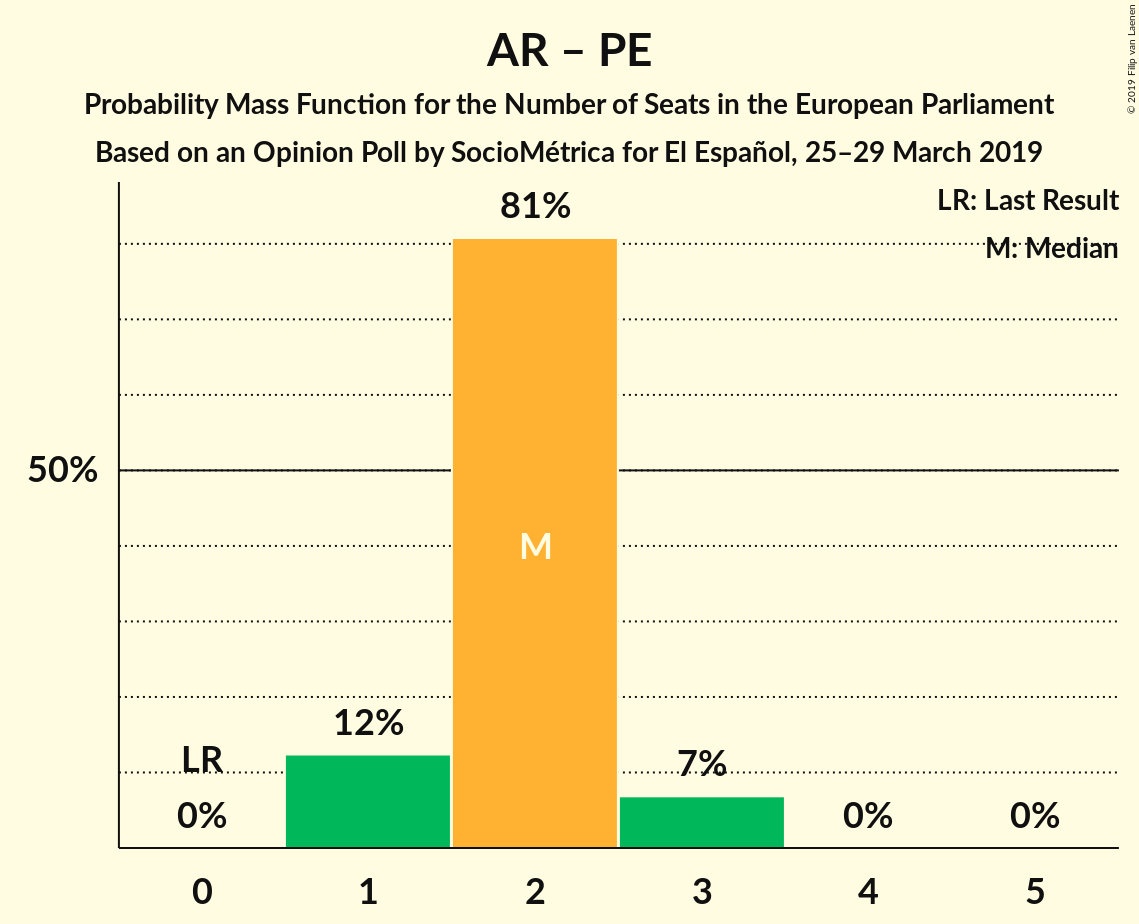 AR – PE
Probability Mass Function for the Number of Seats in the European Parliament
Based on an Opinion Poll by SocioMétrica for El Español, 25–29 March 2019
© 2019 Filip van Laenen
LR: Last Result
M: Median
81%
50%
M
12%
LR
7%
0%
0%
0%
0 1 2 3 4 5